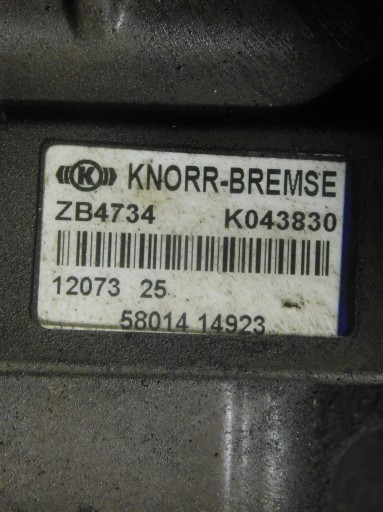 K KNORR-BREMSE
ZB4734 K043830
12073 25
58014 14923